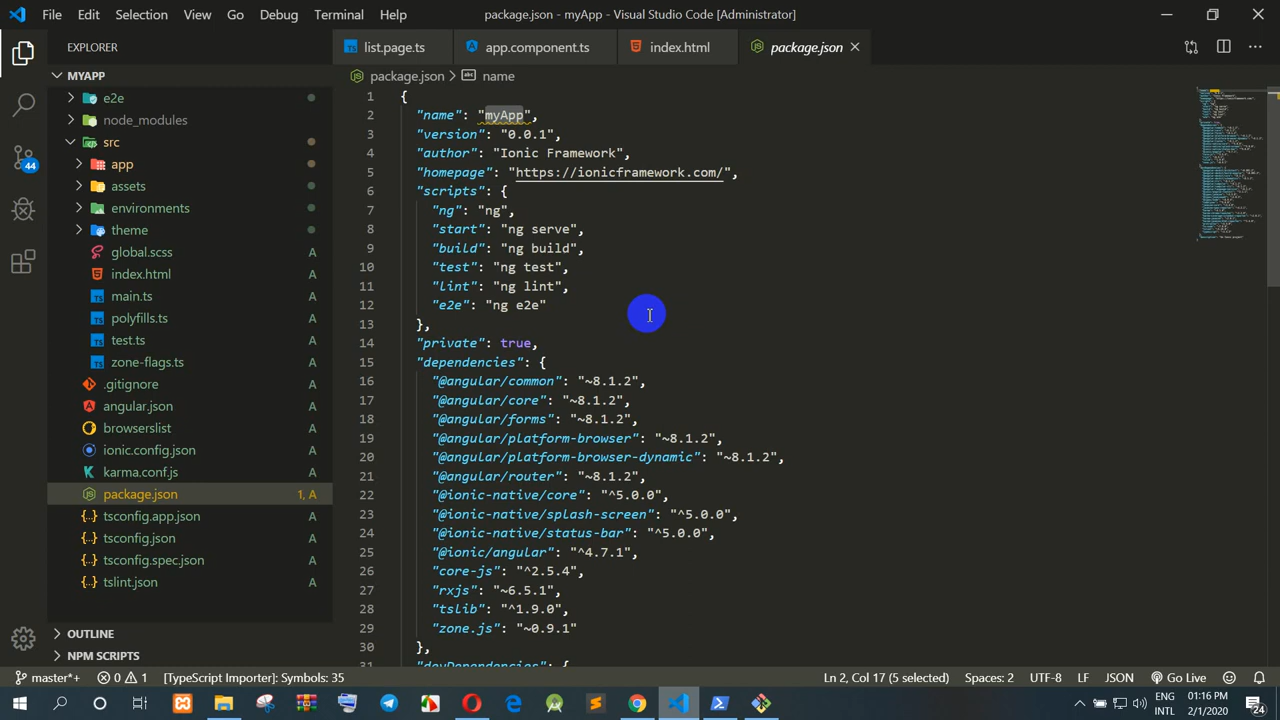 File Edit Selection View Go Debug Terminal Help package.json - myApp - Visual Studio Code [Administrator]
EXPLORER
list.page.ts app.component.ts index.html package.json
MYAPP
package.json > name
e2e
node_modules
src
app
assets
environments
theme
global.scss A
index.html A
main.ts A
polyfills.ts A
test.ts A
zone-flags.ts A
.gitignore A
angular.json A
browserslist A
ionic.config.json A
karma.conf.js A
package.json 1, A
tsconfig.app.json A
tsconfig.json A
tsconfig.spec.json A
tslint.json A
OUTLINE
NPM SCRIPTS
44
1 {
2 "name": "myApp",
3 "version": "0.0.1",
4 "author": "Ionic Framework",
5 "homepage": "https://ionicframework.com/",
6 "scripts": {
7 "ng": "ng",
8 "start": "ng serve",
9 "build": "ng build",
10 "test": "ng test",
11 "lint": "ng lint",
12 "e2e": "ng e2e"
13 },
14 "private": true,
15 "dependencies": {
16 "@angular/common": "~8.1.2",
17 "@angular/core": "~8.1.2",
18 "@angular/forms": "~8.1.2",
19 "@angular/platform-browser": "~8.1.2",
20 "@angular/platform-browser-dynamic": "~8.1.2",
21 "@angular/router": "~8.1.2",
22 "@ionic-native/core": "^5.0.0",
23 "@ionic-native/splash-screen": "^5.0.0",
24 "@ionic-native/status-bar": "^5.0.0",
25 "@ionic/angular": "^4.7.1",
26 "core-js": "^2.5.4",
27 "rxjs": "~6.5.1",
28 "tslib": "^1.9.0",
29 "zone.js": "~0.9.1"
30 },
31 "devDependencies": {
master*+ 0 1 [TypeScript Importer]: Symbols: 35 Ln 2, Col 17 (5 selected) Spaces: 2 UTF-8 LF JSON Go Live
ENG 01:16 PM
INTL 2/1/2020 24